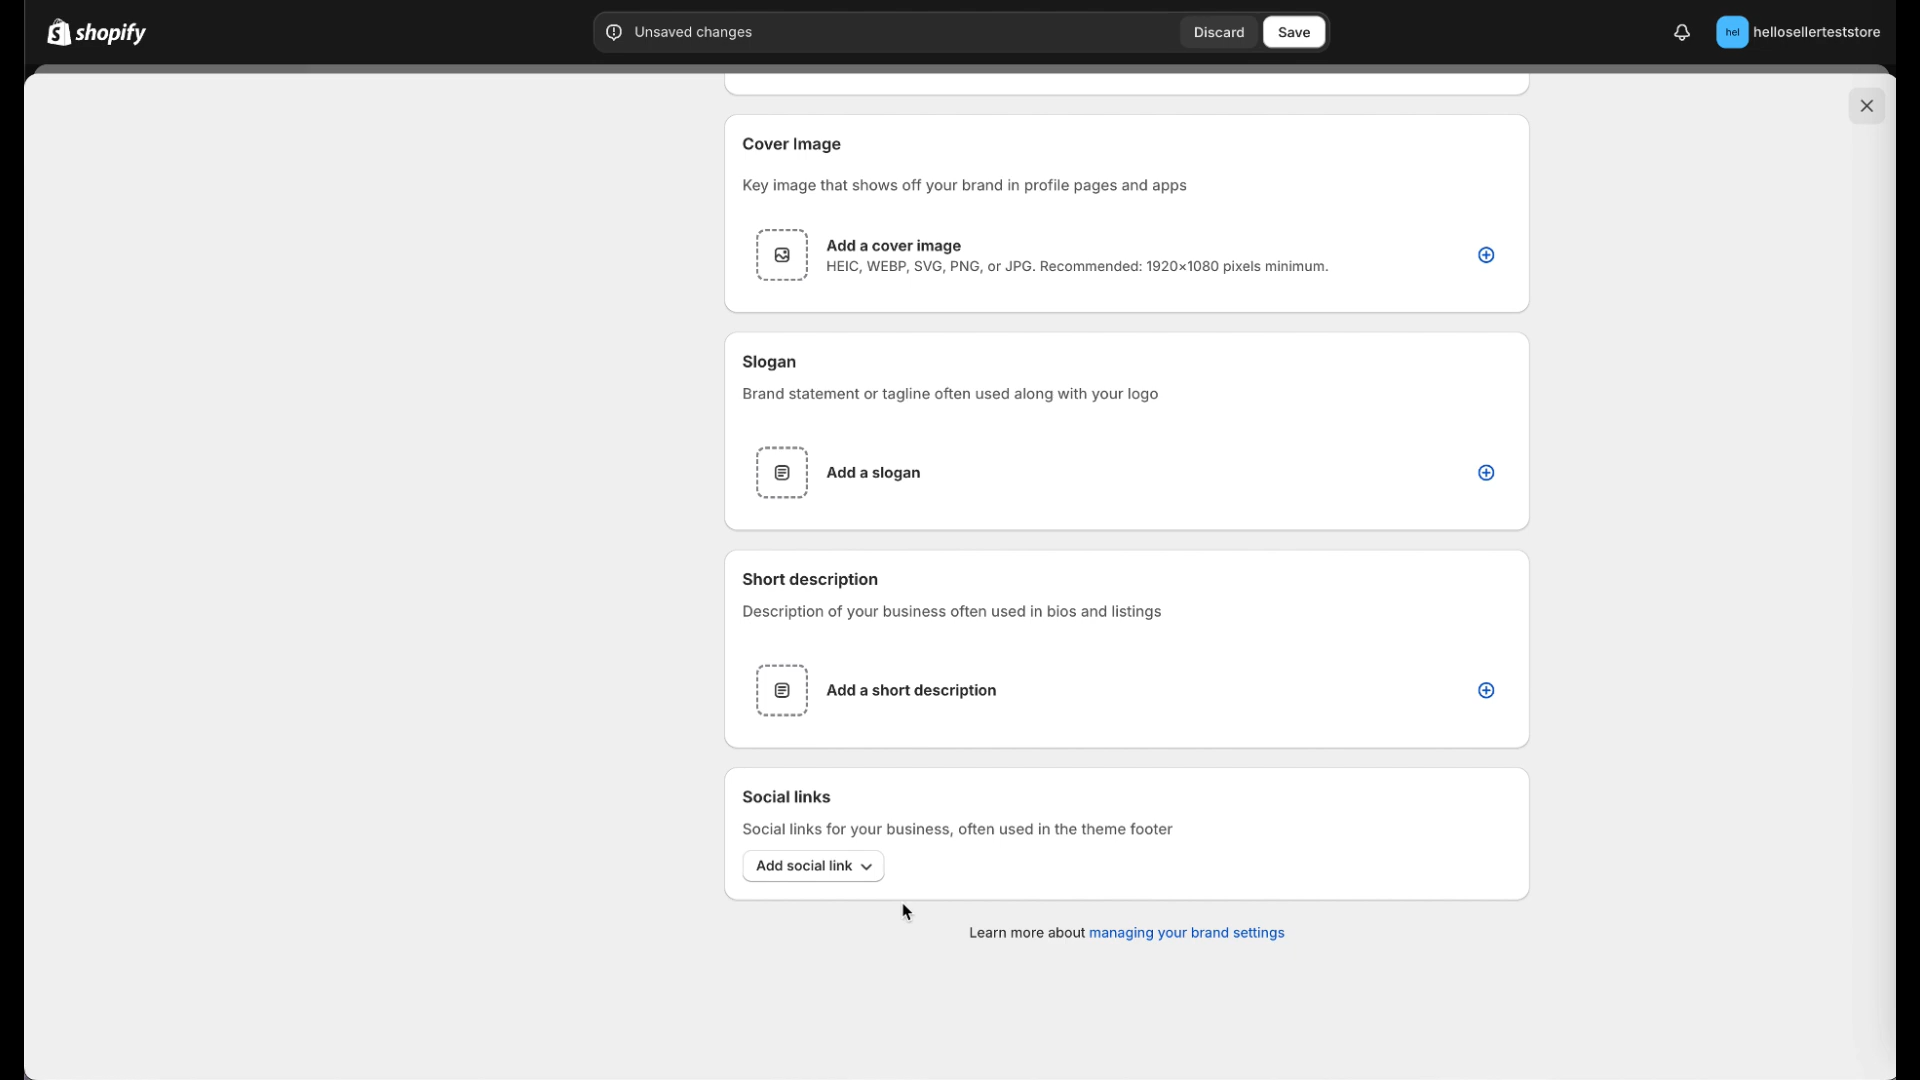 shopify
Unsaved changes
Discard
Save
hel
hellosellerteststore
Cover Image
Key image that shows off your brand in profile pages and apps
Add a cover image
HEIC, WEBP, SVG, PNG, or JPG. Recommended: 1920×1080 pixels minimum.
Slogan
Brand statement or tagline often used along with your logo
Add a slogan
Short description
Description of your business often used in bios and listings
Add a short description
Social links
Social links for your business, often used in the theme footer
Add social link
Learn more about managing your brand settings